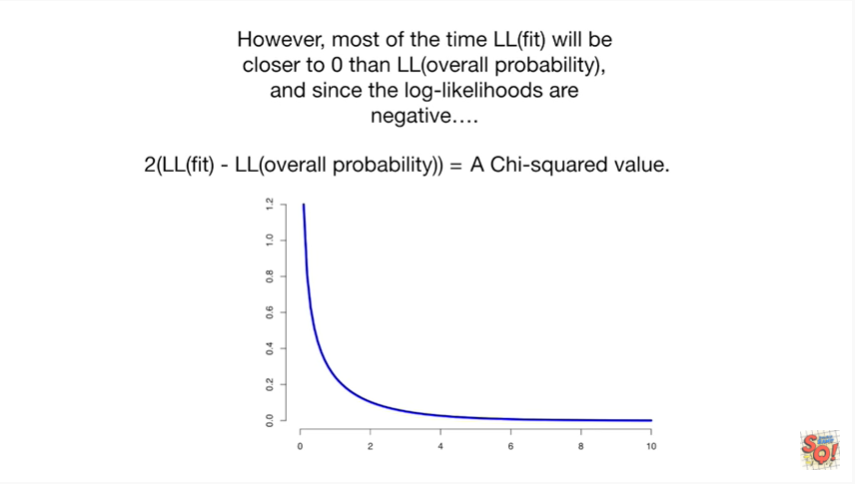 However, most of the time LL(fit) will be
closer to 0 than LL(overall probability),
and since the log-likelihoods are
negative....
2(LL(fit) - LL(overall probability)) = A Chi-squared value.
1.2
1.0
0.8
0.6
0.4
0.2
0.0
0 2 4 6 8 10
SQ!